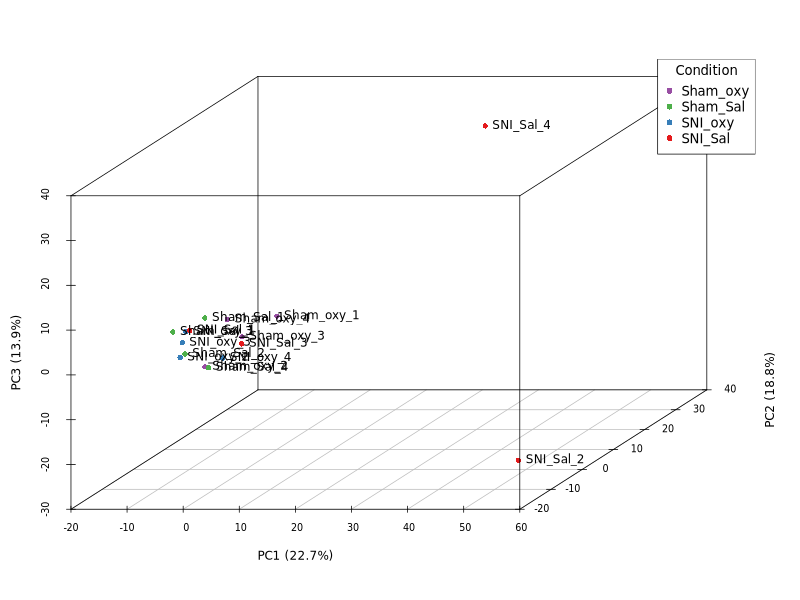 Condition
Sham_oxy
Sham_Sal
SNI_oxy
SNI_Sal
SNI_Sal_4
40
30
20
10
0
-10
-20
-30
PC3 (13.9%)
Sham_oxy_1
Sham_oxy_4
Sham_oxy_3
SNI_Sal_3
SNI_oxy_4
Sham_Sal_2
SNI_Sal_2
-20
-10
0
10
20
30
40
PC2 (18.8%)
-20
-10
0
10
20
30
40
50
60
PC1 (22.7%)